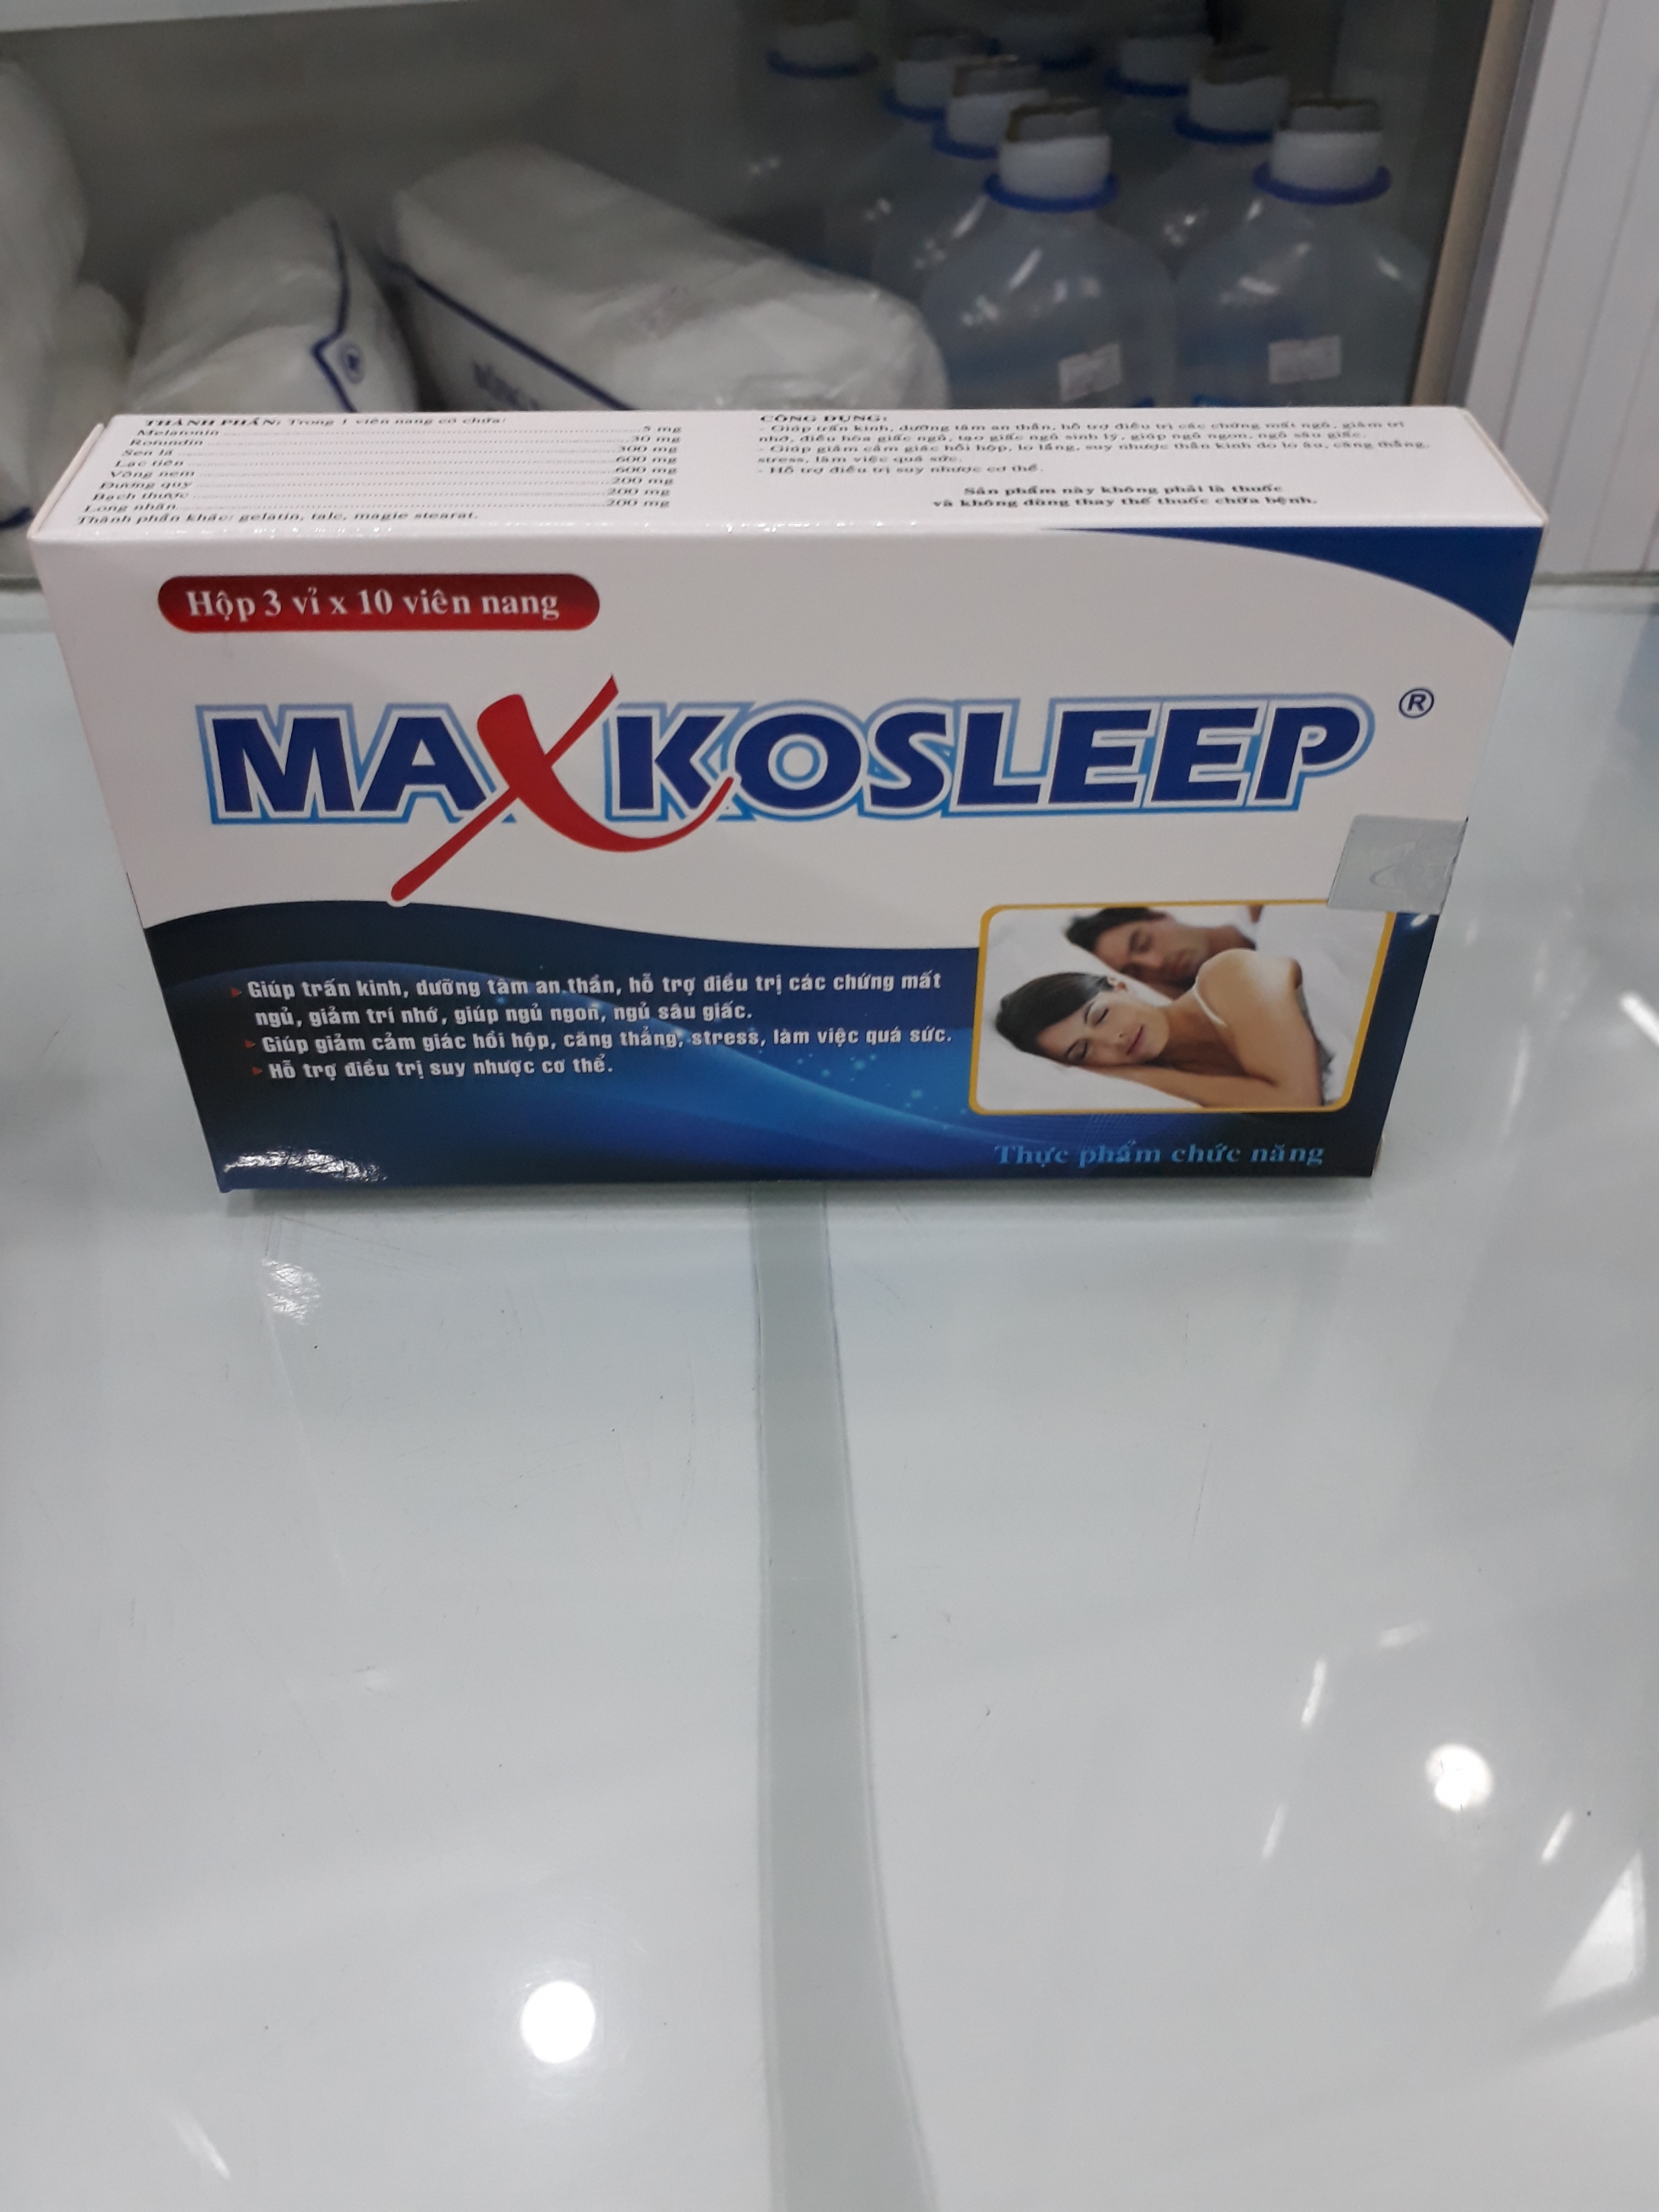 THÀNH PHẦN: Trong 1 viên nang có chứa:
Melatonin 5 mg
Rotundin 30 mg
Sen lá 300 mg
Lạc tiên 600 mg
Vông nem 600 mg
Đương quy 200 mg
Bạch thược 200 mg
Long nhãn 200 mg
Thành phần khác: gelatin, talc, magie stearat.
CÔNG DỤNG:
- Giúp trấn kinh, dưỡng tâm an thần, hỗ trợ điều trị các chứng mất ngủ, giảm trí
nhớ, điều hòa giấc ngủ, tạo giấc ngủ sinh lý, giúp ngủ ngon, ngủ sâu giấc.
- Giúp giảm cảm giác hồi hộp, lo lắng, suy nhược thần kinh do lo âu, căng thẳng,
stress, làm việc quá sức.
- Hỗ trợ điều trị suy nhược cơ thể.
Sản phẩm này không phải là thuốc
và không dùng thay thế thuốc chữa bệnh.
Hộp 3 vỉ x 10 viên nang
MAXKOSLEEP ®
Giúp trấn kinh, dưỡng tâm an thần, hỗ trợ điều trị các chứng mất
ngủ, giảm trí nhớ, giúp ngủ ngon, ngủ sâu giấc.
Giúp giảm cảm giác hồi hộp, căng thẳng, stress, làm việc quá sức.
Hỗ trợ điều trị suy nhược cơ thể.
Thực phẩm chức năng